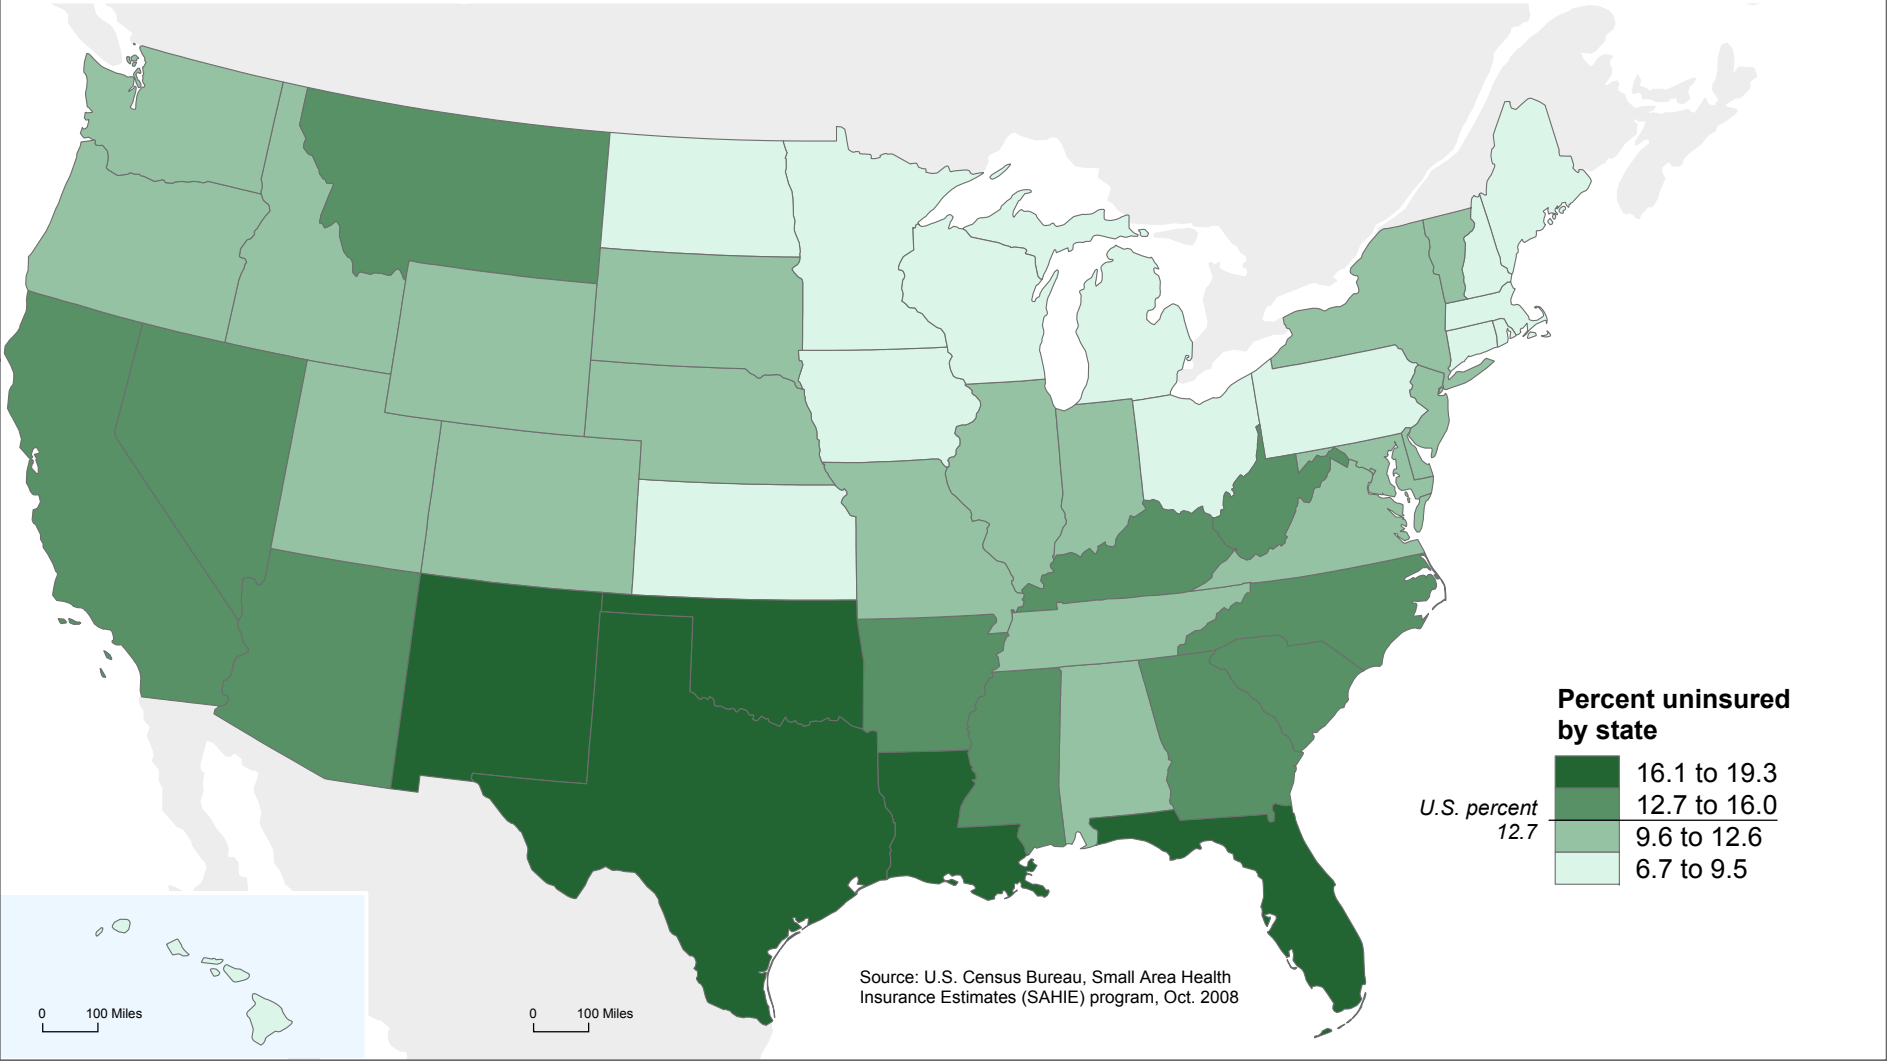 Percent uninsured
by state
16.1 to 19.3
12.7 to 16.0
U.S. percent
12.7
9.6 to 12.6
6.7 to 9.5
Source: U.S. Census Bureau, Small Area Health
Insurance Estimates (SAHIE) program, Oct. 2008
0 100 Miles
0 100 Miles